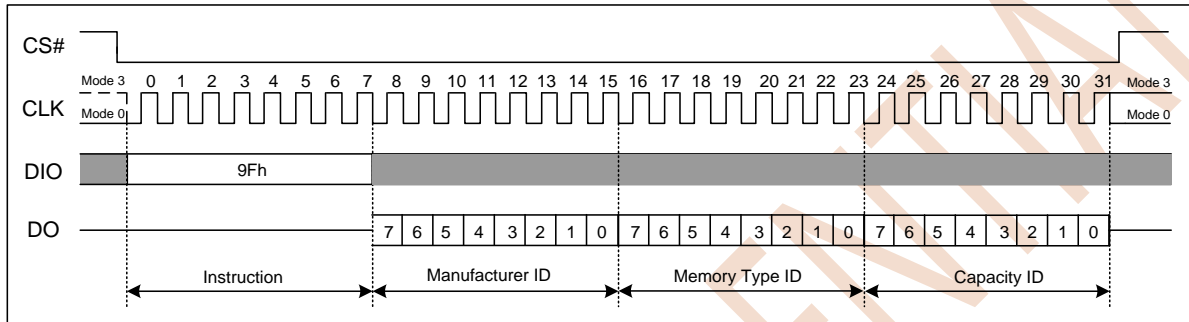 CS#
Mode 3 0 1 2 3 4 5 6 7 8 9 10 11 12 13 14 15 16 17 18 19 20 21 22 23 24 25 26 27 28 29 30 31 Mode 3
CLK
Mode 0 Mode 0
DIO 9Fh
DO 7 6 5 4 3 2 1 0 7 6 5 4 3 2 1 0 7 6 5 4 3 2 1 0
Instruction Manufacturer ID Memory Type ID Capacity ID